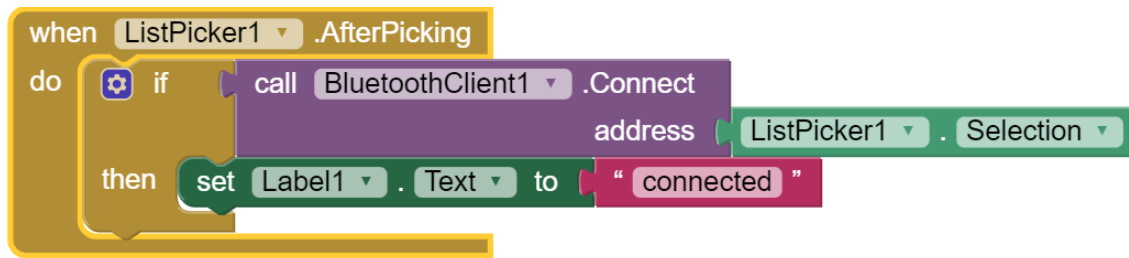 when ListPicker1 .AfterPicking
do if call BluetoothClient1 .Connect
address ListPicker1 . Selection
then set Label1 . Text to “ connected ”